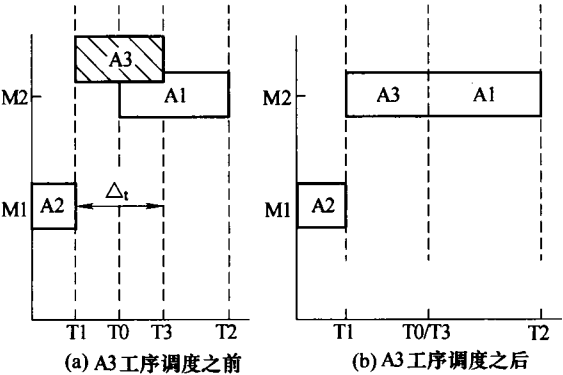 A3
M2
A1
M1
A2
△t
T1 T0 T3 T2
(a) A3工序调度之前
M2
A3 A1
M1
A2
T1 T0/T3 T2
(b) A3工序调度之后